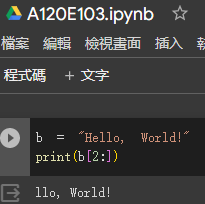 A120E103.ipynb
檔案 編輯 檢視畫面 插入
程式碼 + 文字
b = "Hello, World!"
print(b[2:])
llo, World!